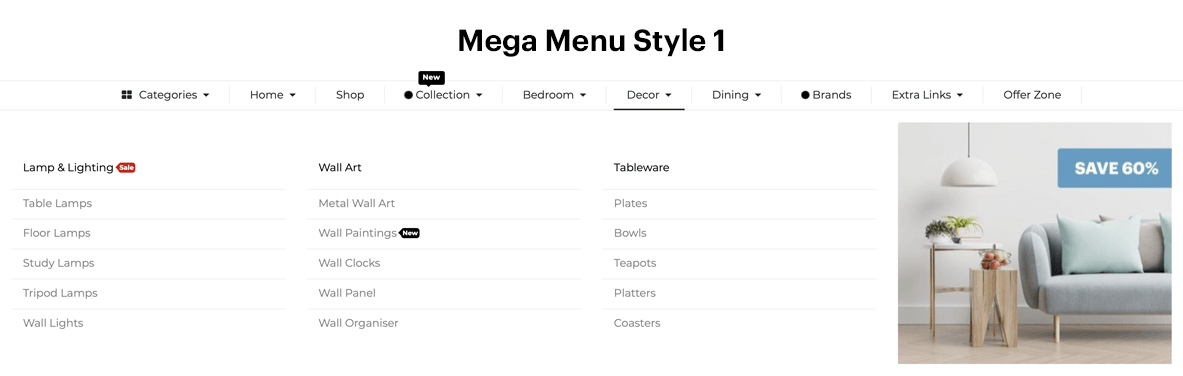 Mega Menu Style 1
New
Categories Home Shop Collection Bedroom Decor Dining Brands Extra Links Offer Zone
Lamp & Lighting Sale Wall Art Tableware SAVE 60%
Table Lamps Metal Wall Art Plates
Floor Lamps Wall Paintings New Bowls
Study Lamps Wall Clocks Teapots
Tripod Lamps Wall Panel Platters
Wall Lights Wall Organiser Coasters